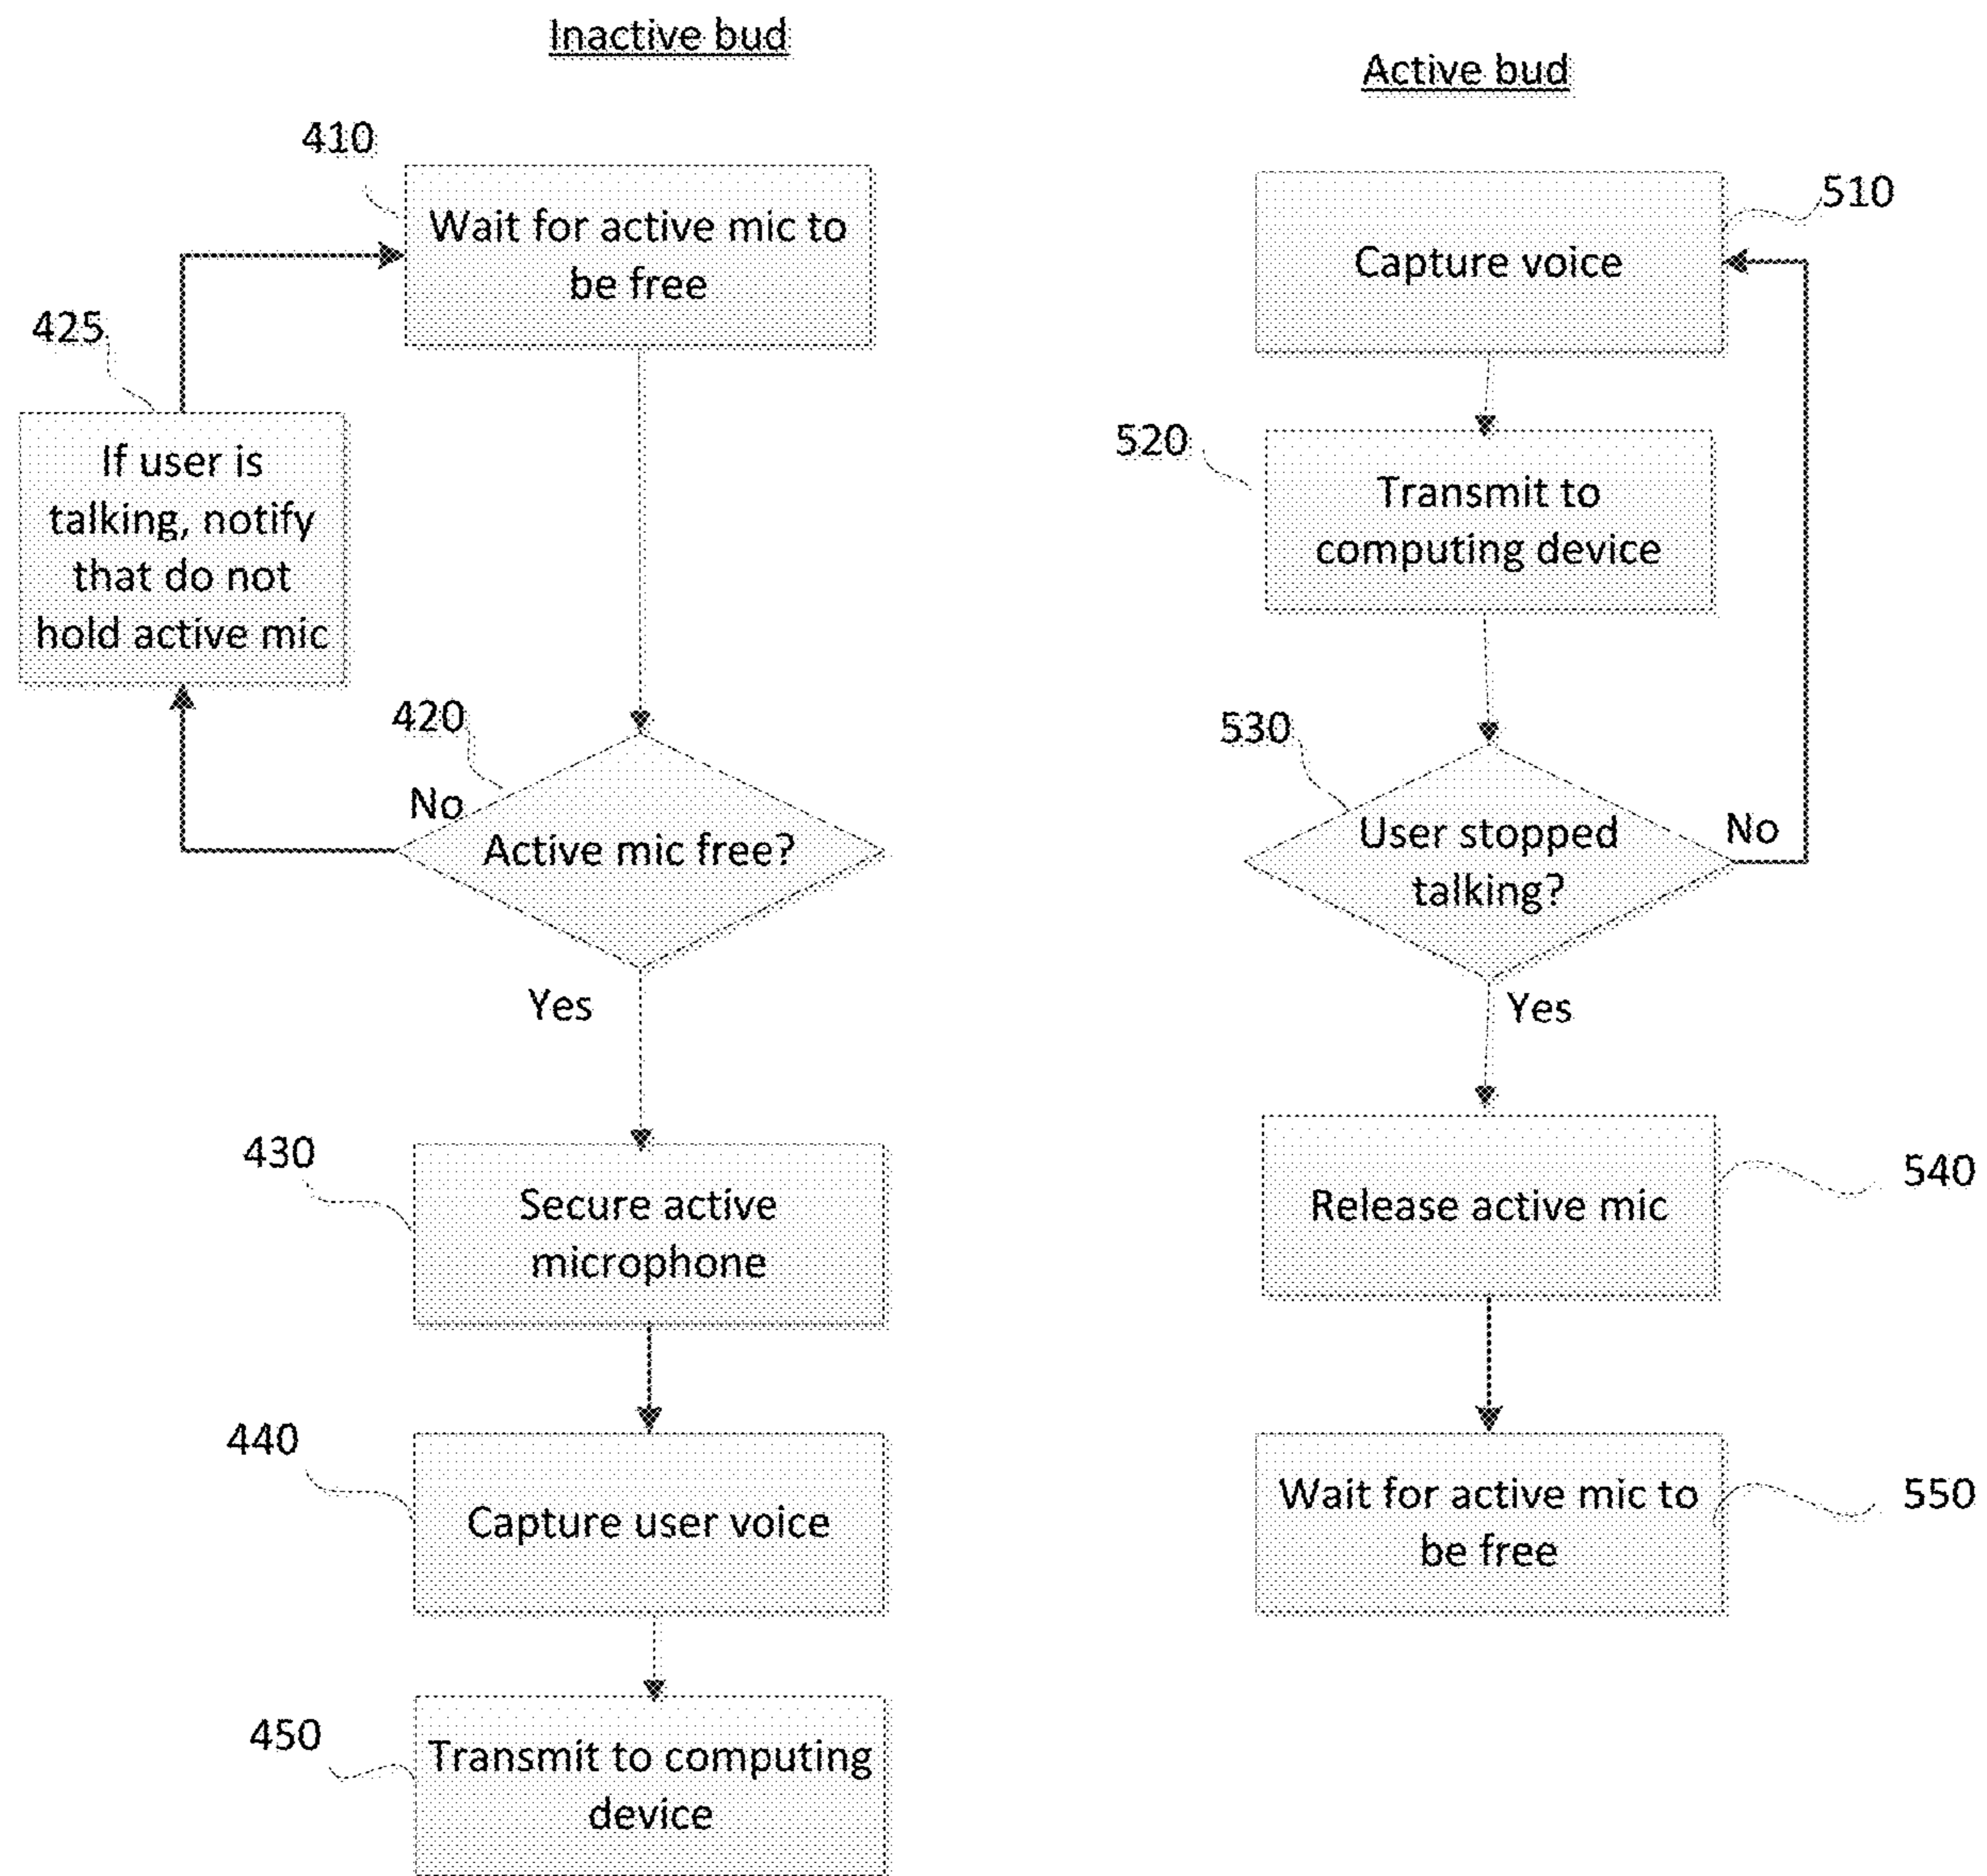 Inactive bud
410
Wait for active mic to
be free
425
If user is
talking, notify
that do not
hold active mic
420
No
Active mic free?
Yes
430
Secure active
microphone
440
Capture user voice
450
Transmit to computing
device
Active bud
510
Capture voice
520
Transmit to
computing device
530
User stopped
talking?
No
Yes
540
Release active mic
550
Wait for active mic to
be free